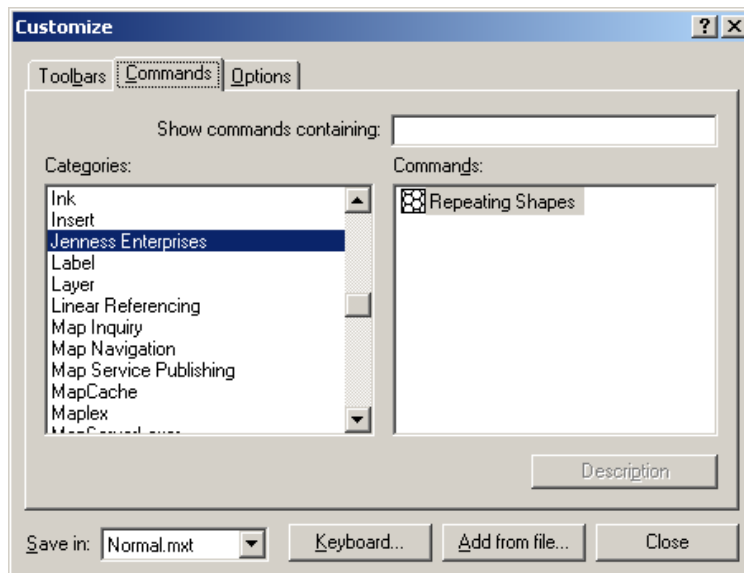 Customize
Toolbars Commands Options
Show commands containing:
Categories: Commands:
Ink
Insert
Jenness Enterprises
Label
Layer
Linear Referencing
Map Inquiry
Map Navigation
Map Service Publishing
MapCache
Maplex
Repeating Shapes
Description
Save in: Normal.mxt Keyboard... Add from file... Close